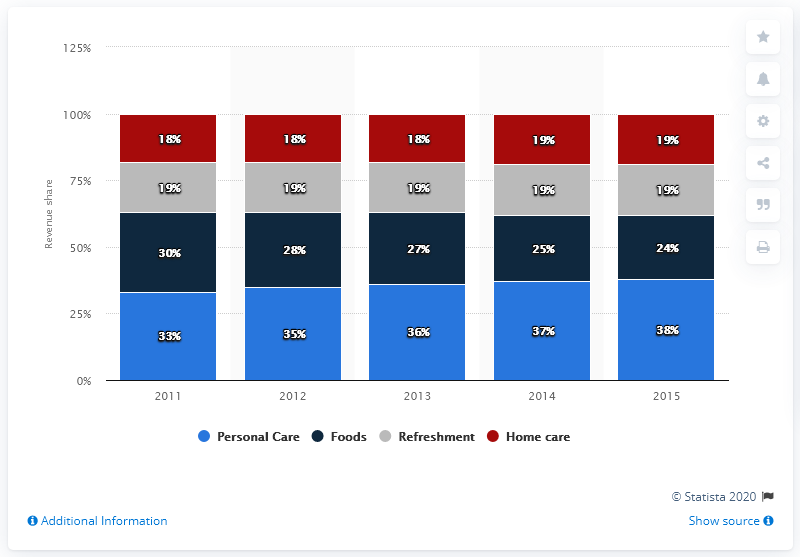 125%
100%
75%
50%
25%
0%
Revenue share
18% 18% 18% 19% 19%
19% 19% 19% 19% 19%
30% 28% 27% 25% 24%
33% 35% 36% 37% 38%
2011 2012 2013 2014 2015
Personal Care Foods Refreshment Home care
© Statista 2020
Additional Information Show source